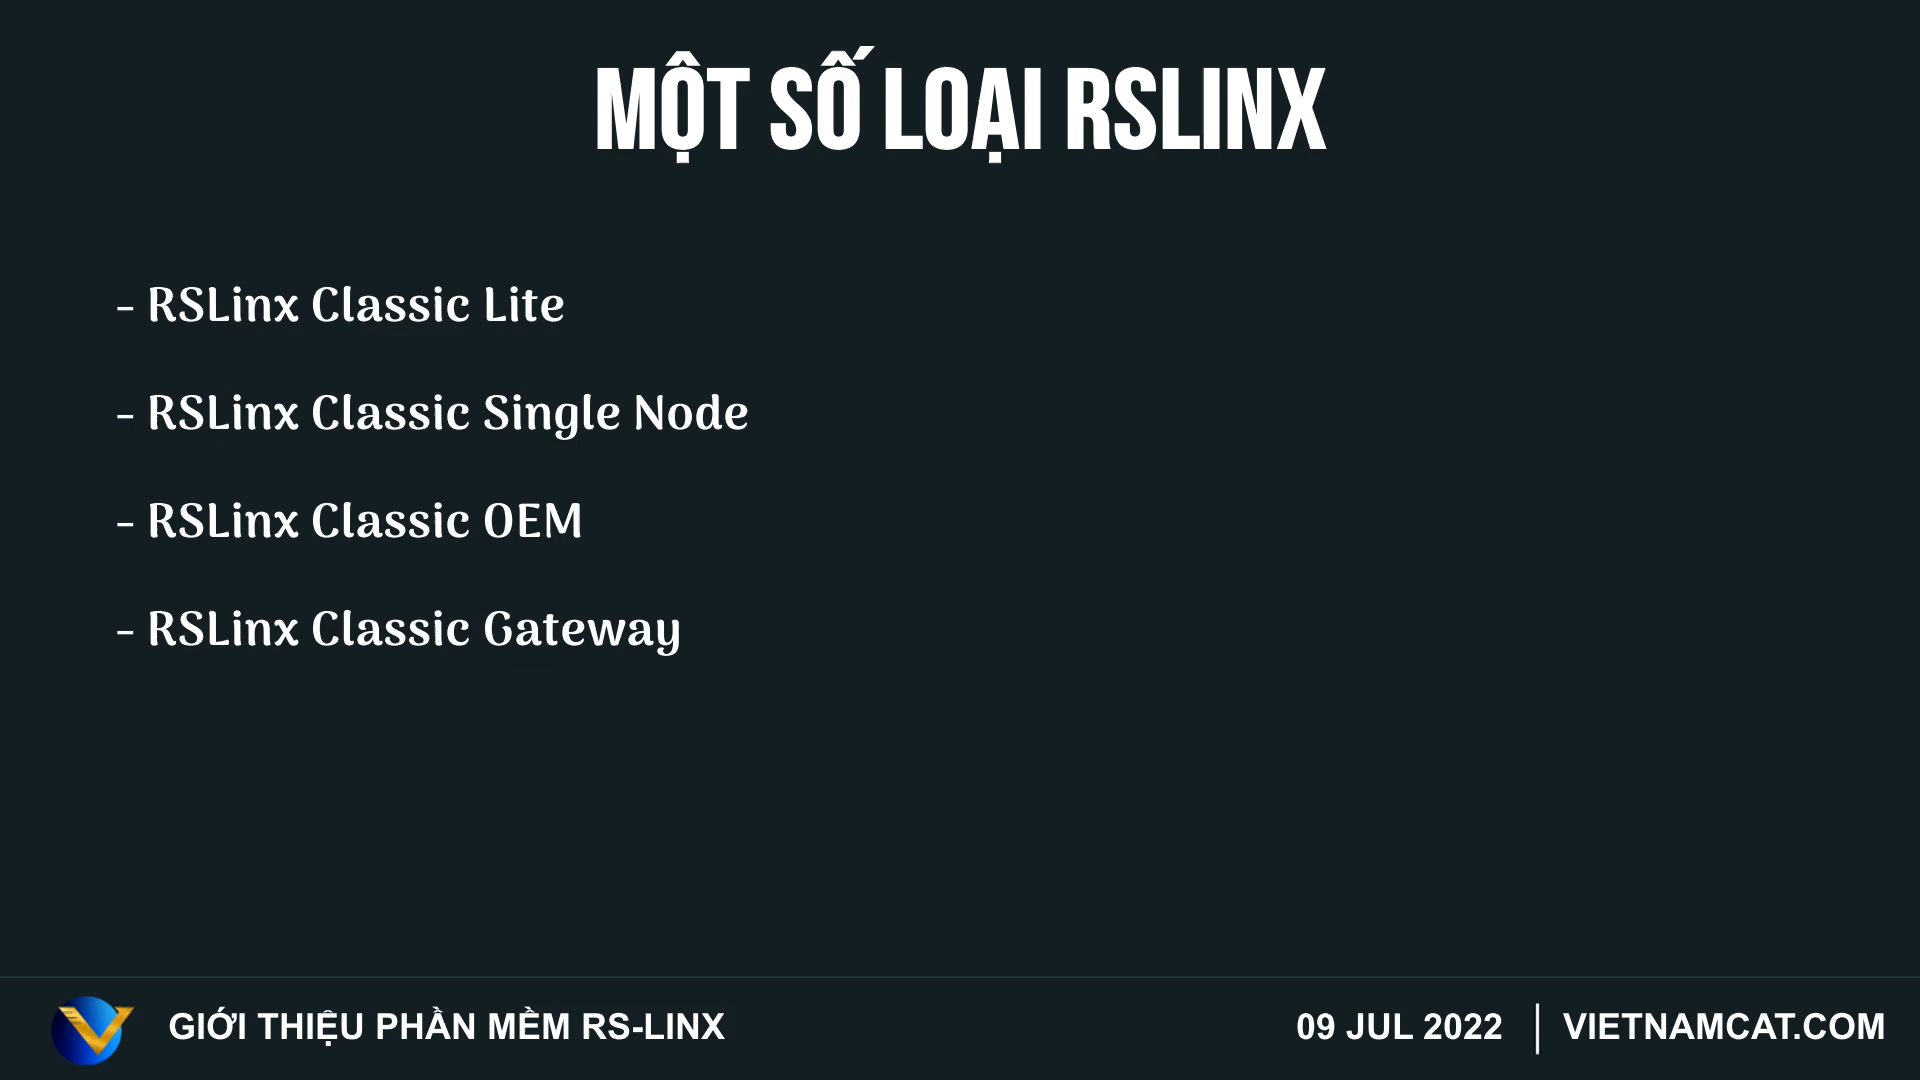 MỘT SỐ LOẠI RSLINX
- RSLinx Classic Lite
- RSLinx Classic Single Node
- RSLinx Classic OEM
- RSLinx Classic Gateway
GIỚI THIỆU PHẦN MỀM RS-LINX
09 JUL 2022
VIETNAMCAT.COM